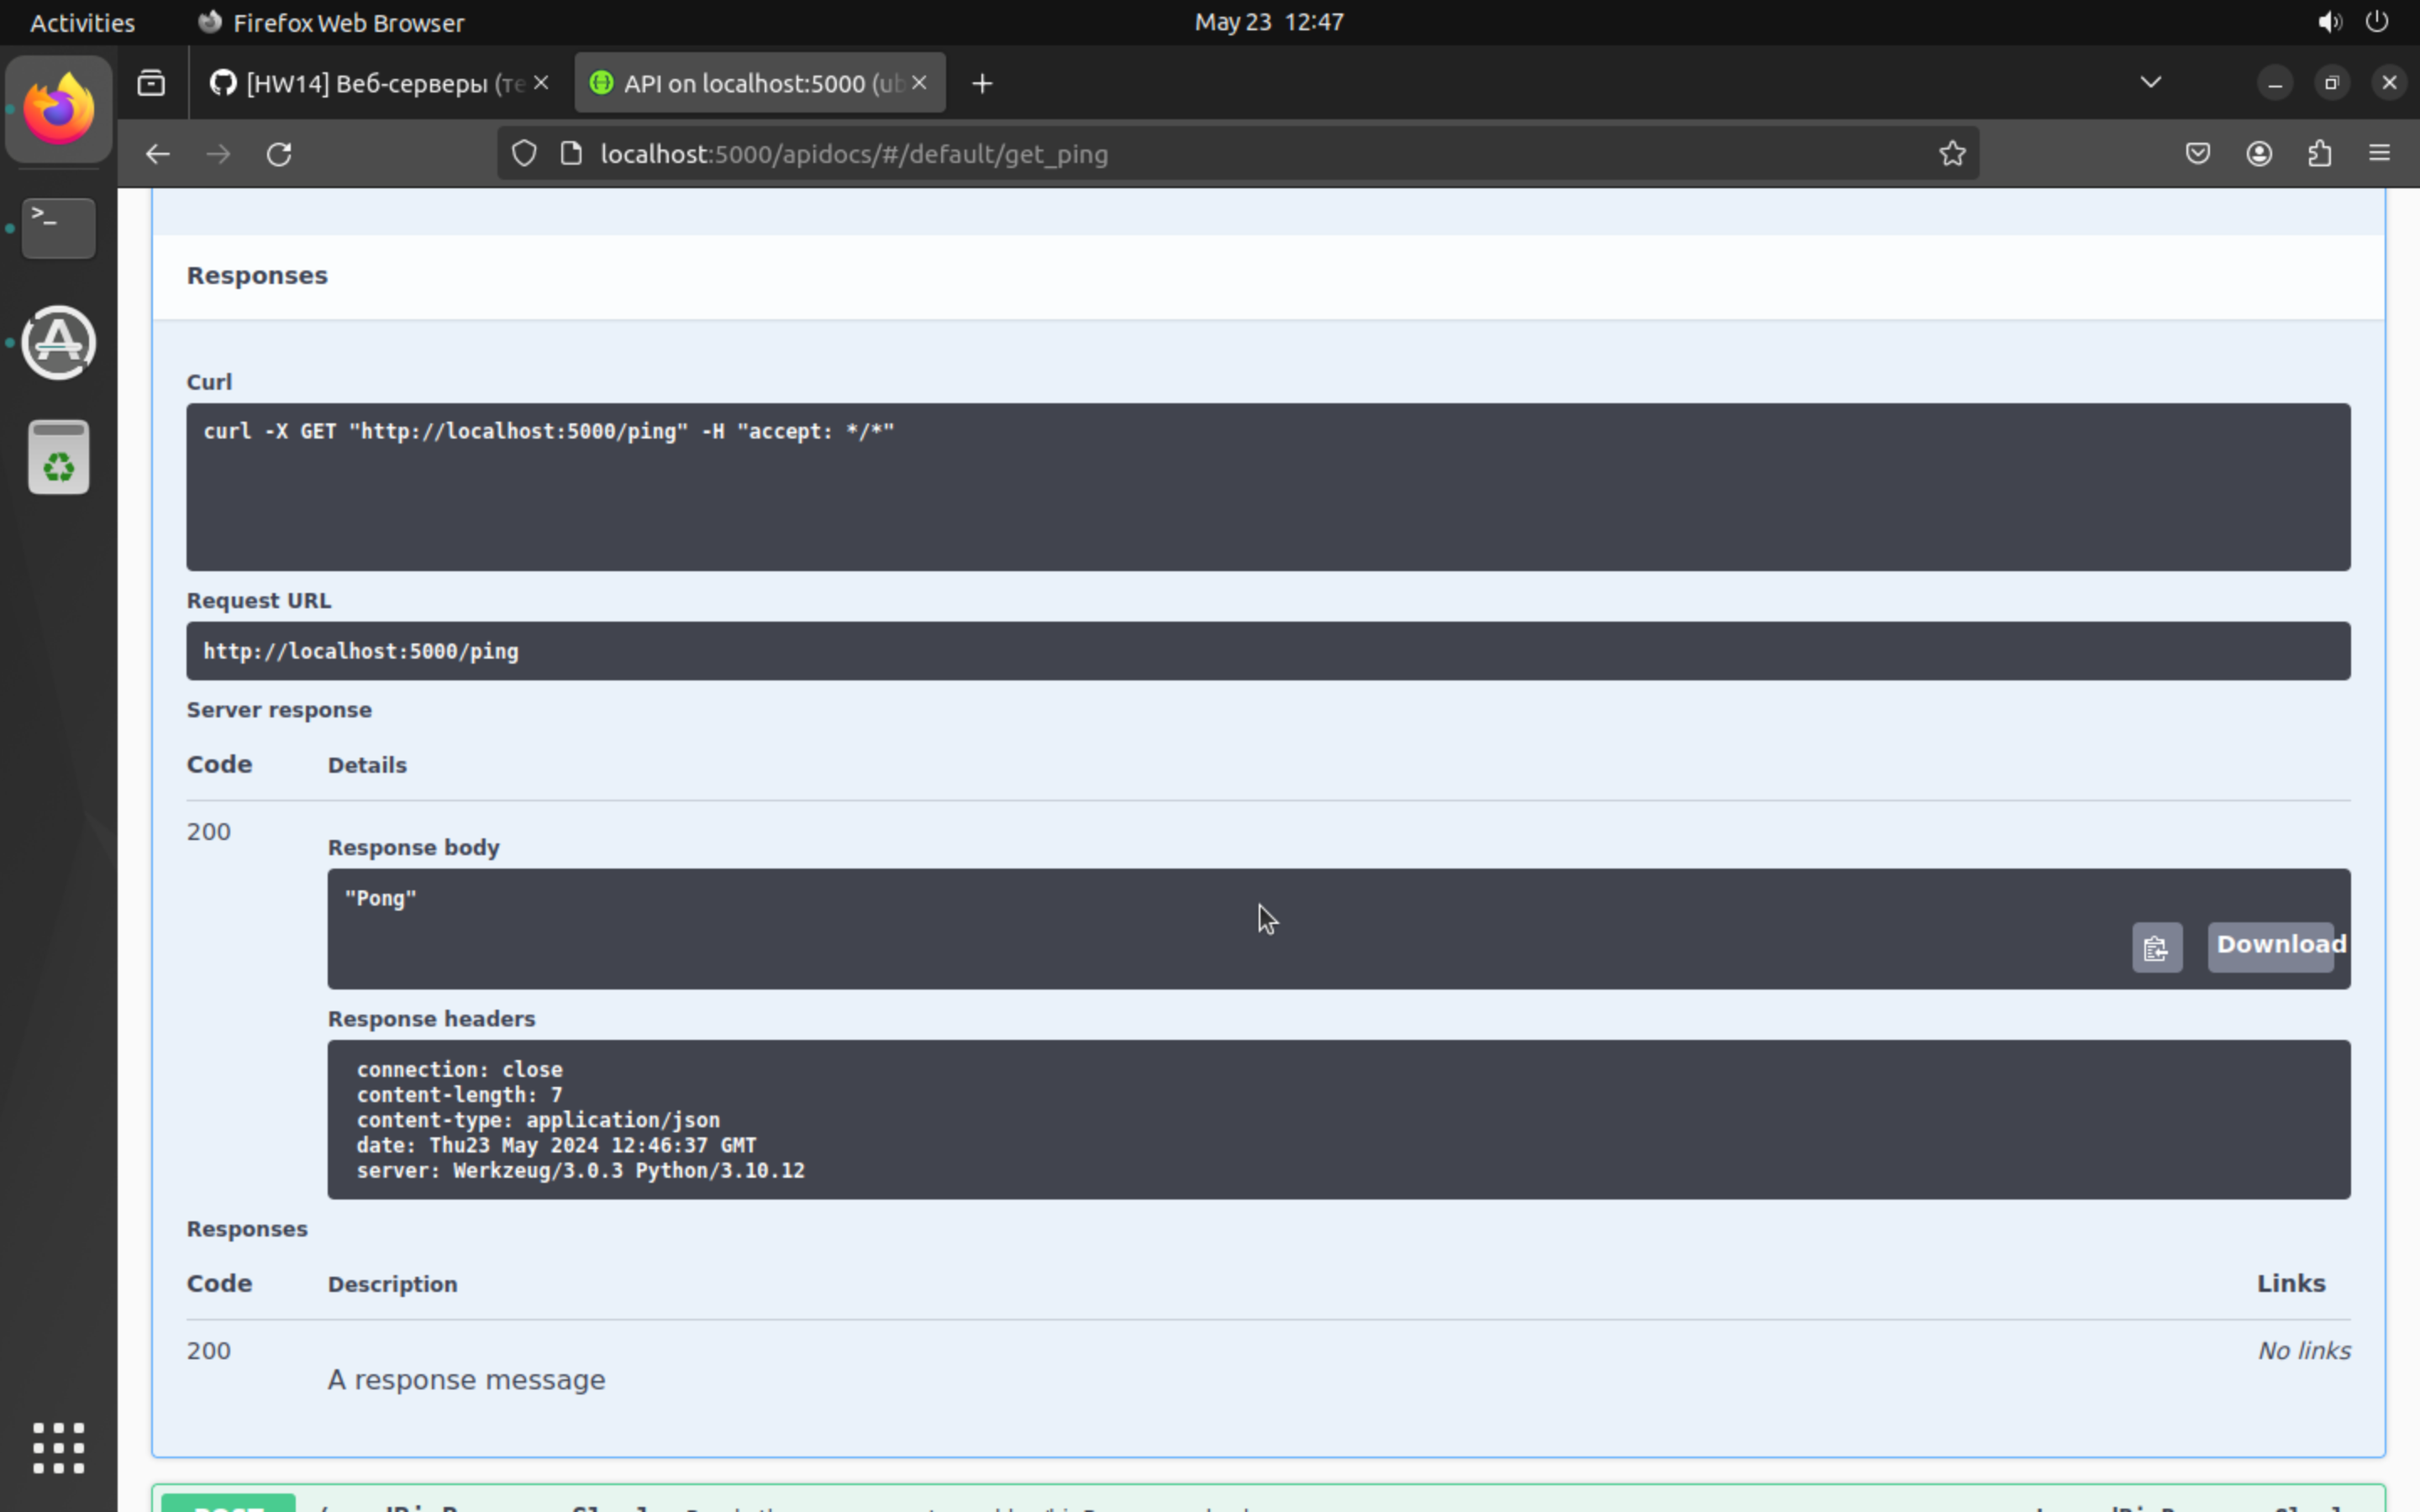 Activities
Firefox Web Browser
May 23 12:47
[HW14] Веб-серверы (те
API on localhost:5000 (ub
localhost:5000/apidocs/#/default/get_ping
Responses
Curl
curl -X GET "http://localhost:5000/ping" -H "accept: */*"
Request URL
http://localhost:5000/ping
Server response
Code Details
200
Response body
"Pong"
Download
Response headers
connection: close
content-length: 7
content-type: application/json
date: Thu23 May 2024 12:46:37 GMT
server: Werkzeug/3.0.3 Python/3.10.12
Responses
Code Description Links
200 No links
A response message
POST